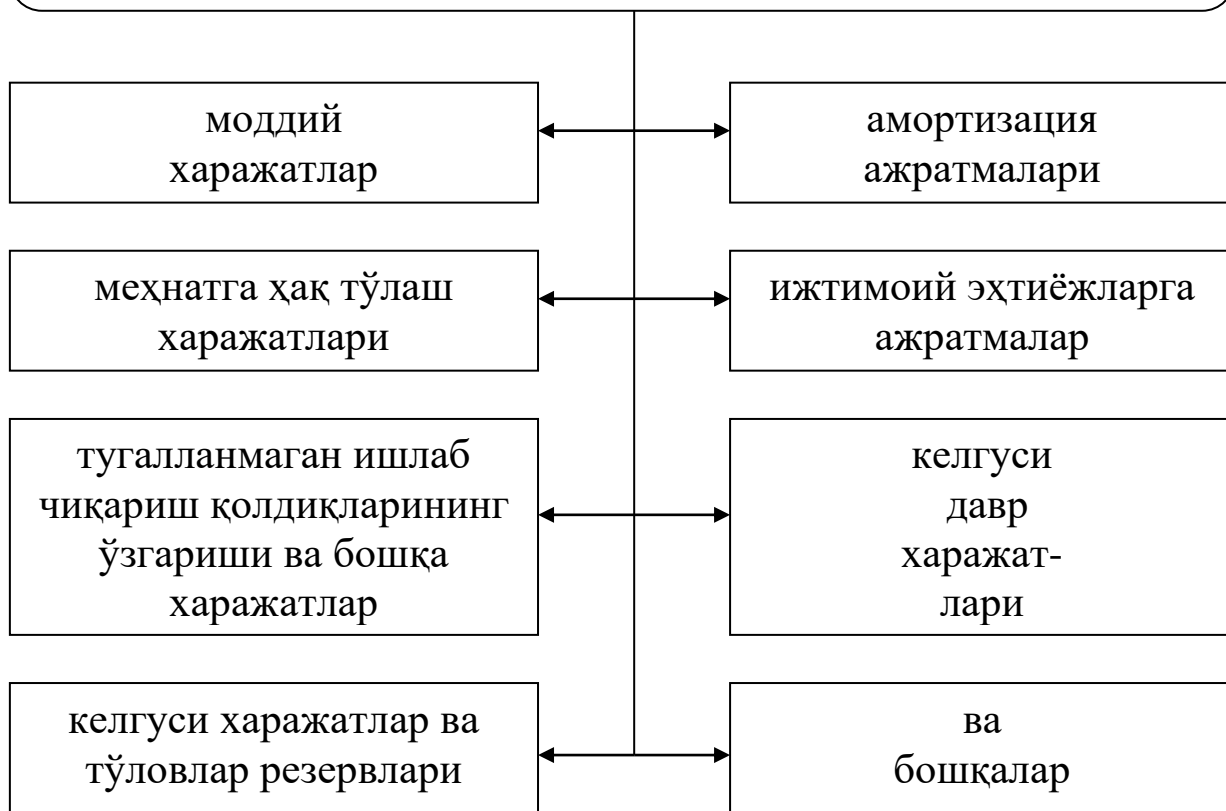 моддий
харажатлар
амортизация
ажратмалари
меҳнатга ҳақ тўлаш
харажатлари
ижтимоий эҳтиёжларга
ажратмалар
тугалланмаган ишлаб
чиқариш қолдиқларининг
ўзгариши ва бошқа
харажатлар
келгуси
давр
харажат-
лари
келгуси харажатлар ва
тўловлар резервлари
ва
бошқалар